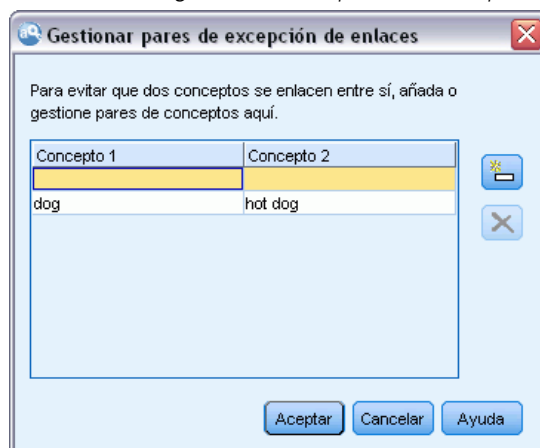 Gestionar pares de excepción de enlaces
Para evitar que dos conceptos se enlacen entre sí, añada o
gestione pares de conceptos aquí.
Concepto 1 Concepto 2
dog hot dog
Aceptar Cancelar Ayuda